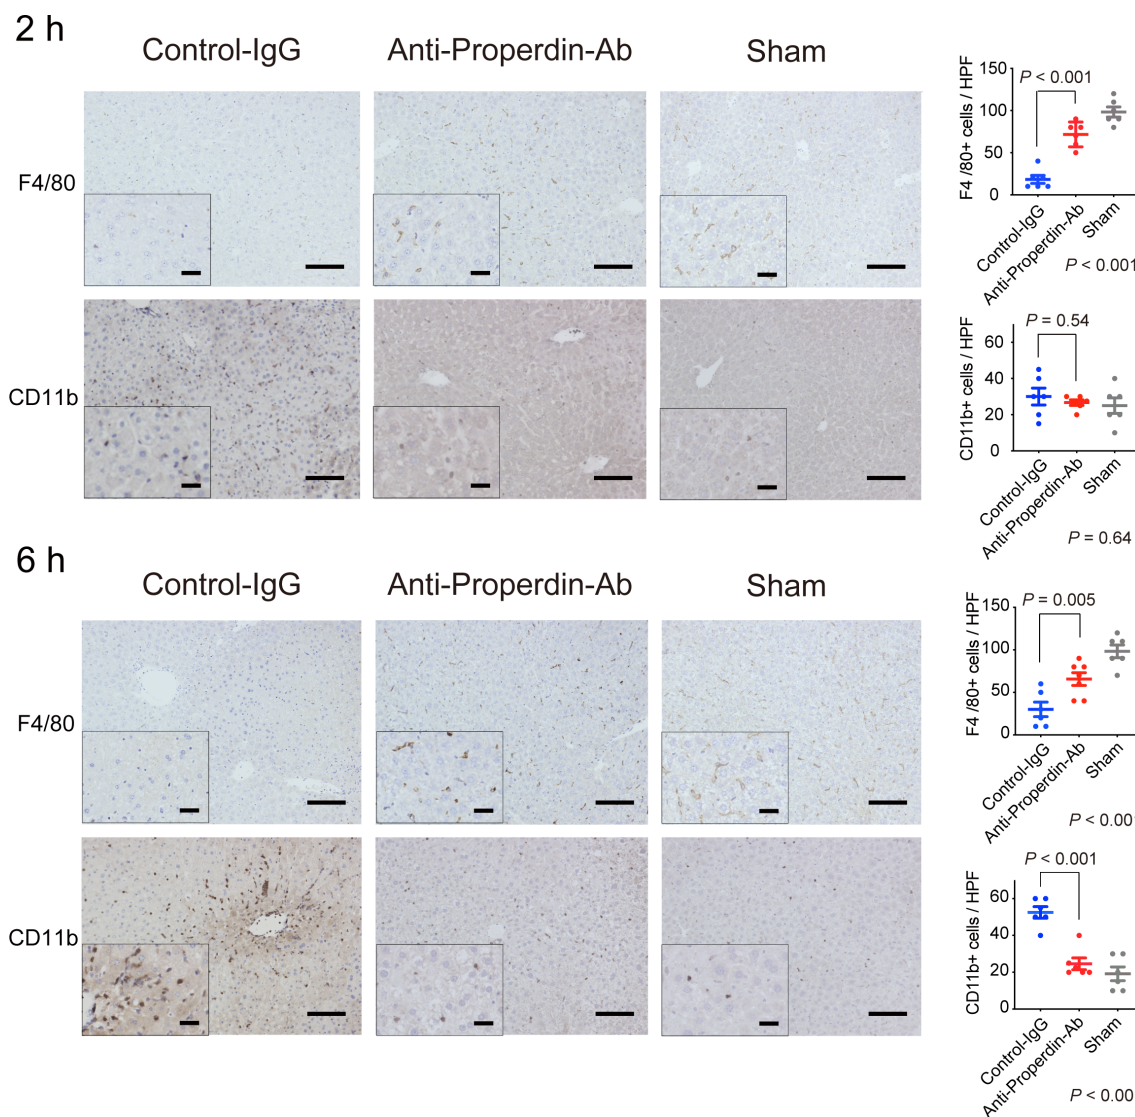 2 h
Control-IgG
Anti-Properdin-Ab
Sham
F4/80
CD11b
F4 /80+ cells / HPF
150
100
50
0
P < 0.001
Control-IgG
Anti-Properdin-Ab
Sham
P < 0.001
CD11b+ cells / HPF
60
40
20
0
P = 0.54
Control-IgG
Anti-Properdin-Ab
Sham
P = 0.64
6 h
Control-IgG
Anti-Properdin-Ab
Sham
F4/80
CD11b
F4 /80+ cells / HPF
150
100
50
0
P = 0.005
Control-IgG
Anti-Properdin-Ab
Sham
P < 0.00
CD11b+ cells / HPF
60
40
20
0
P < 0.001
Control-IgG
Anti-Properdin-Ab
Sham
P < 0.00